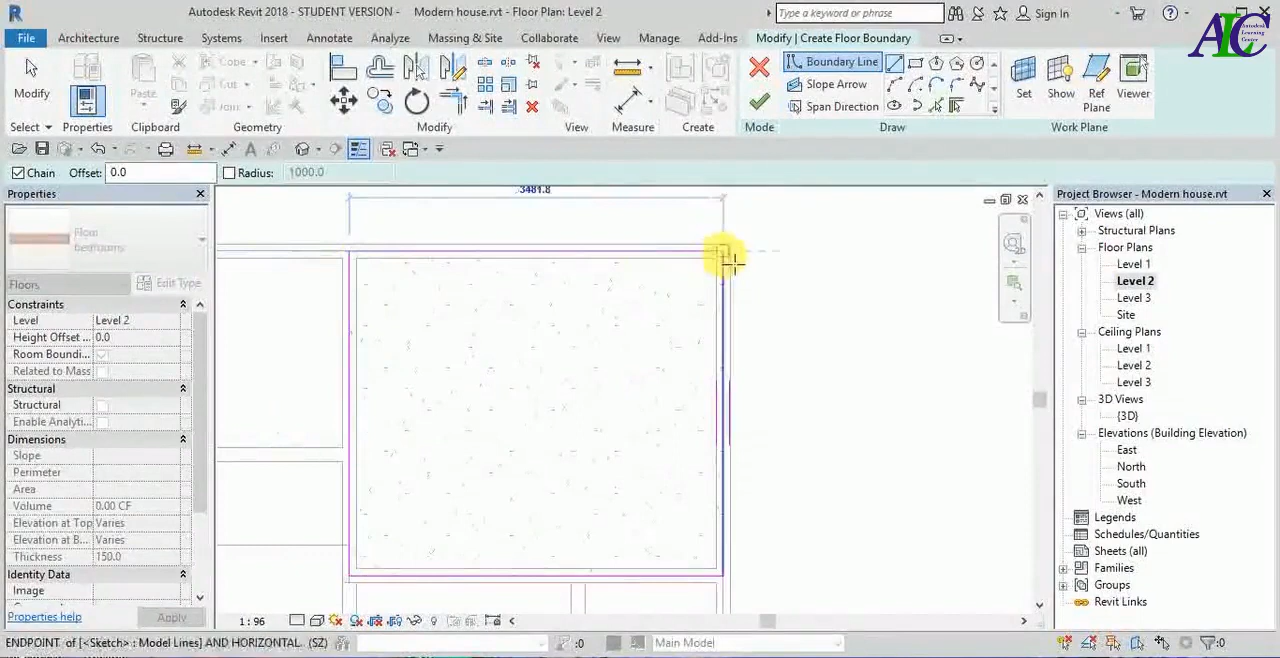 Autodesk Revit 2018 - STUDENT VERSION - Modern house.rvt - Floor Plan: Level 2
Type a keyword or phrase
Sign In
ALC
Autodesk
Learning
Center
File Architecture Structure Systems Insert Annotate Analyze Massing & Site Collaborate View Manage Add-Ins Modify | Create Floor Boundary
Modify
Paste
Cope
Cut
Join
Boundary Line
Slope Arrow
Span Direction
Set Show Ref Viewer
Plane
Select Properties Clipboard Geometry Modify View Measure Create Mode Draw Work Plane
Chain Offset: 0.0 Radius: 1000.0
Properties
Floor
bedrooms
Floors Edit Type
Constraints
Level Level 2
Height Offset ... 0.0
Room Boundi...
Related to Mass
Structural
Structural
Enable Analyti...
Dimensions
Slope
Perimeter
Area
Volume 0.00 CF
Elevation at Top Varies
Elevation at B... Varies
Thickness 150.0
Identity Data
Image
Properties help Apply
3481.8
1 : 96
Project Browser - Modern house.rvt
Views (all)
Structural Plans
Floor Plans
Level 1
Level 2
Level 3
Site
Ceiling Plans
Level 1
Level 2
Level 3
3D Views
{3D}
Elevations (Building Elevation)
East
North
South
West
Legends
Schedules/Quantities
Sheets (all)
Families
Groups
Revit Links
ENDPOINT of [<Sketch> : Model Lines] AND HORIZONTAL. (SZ)
:0
Main Model
:0